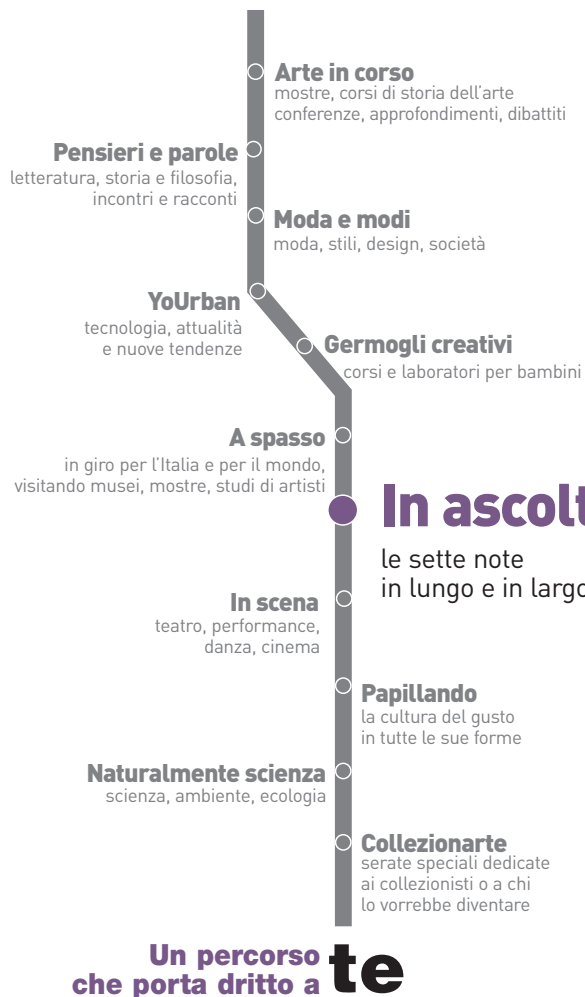 Arte in corso
mostre, corsi di storia dell'arte
conferenze, approfondimenti, dibattiti
Pensieri e parole
letteratura, storia e filosofia,
incontri e racconti
Moda e modi
moda, stili, design, società
YoUrban
tecnologia, attualità
e nuove tendenze
Germogli creativi
corsi e laboratori per bambini
A spasso
in giro per l'Italia e per il mondo,
visitando musei, mostre, studi di artisti
In ascolt
le sette note
in lungo e in largo
In scena
teatro, performance,
danza, cinema
Papillando
la cultura del gusto
in tutte le sue forme
Naturalmente scienza
scienza, ambiente, ecologia
Collezionarte
serate speciali dedicate
ai collezionisti o a chi
lo vorrebbe diventare
Un percorso
che porta dritto a te